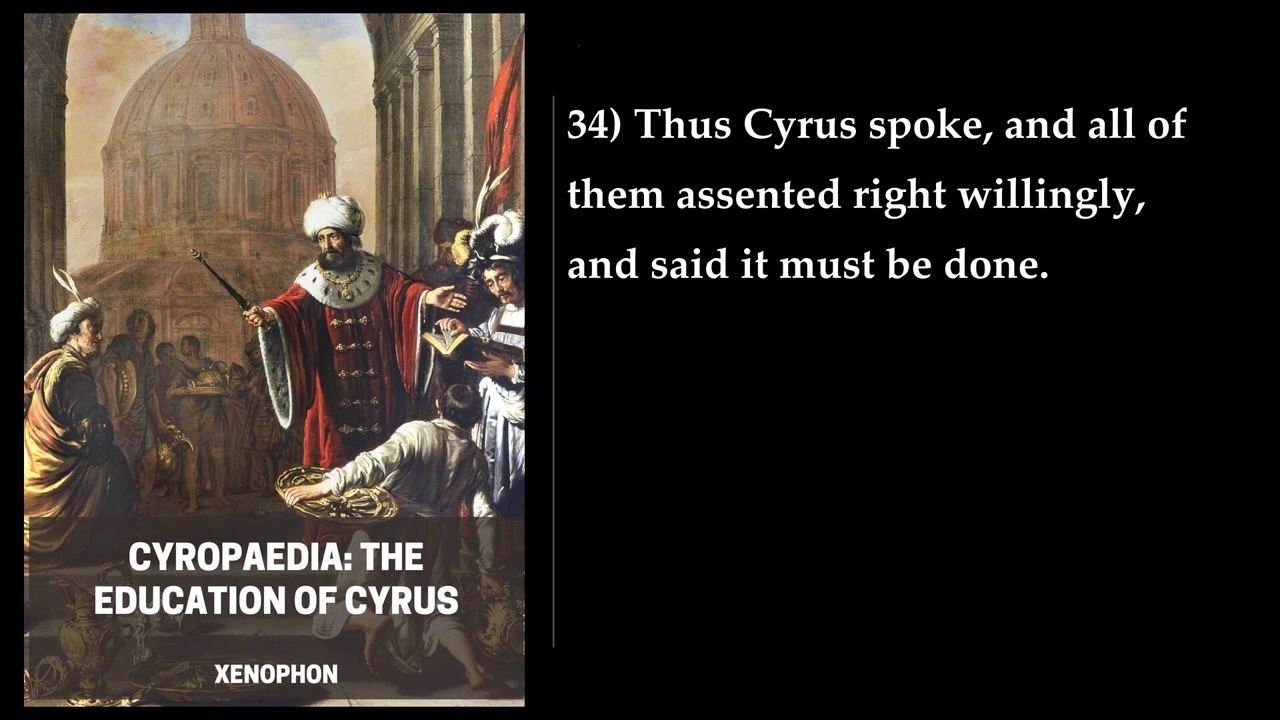 CYROPAEDIA: THE
EDUCATION OF CYRUS
XENOPHON
34) Thus Cyrus spoke, and all of
them assented right willingly,
and said it must be done.